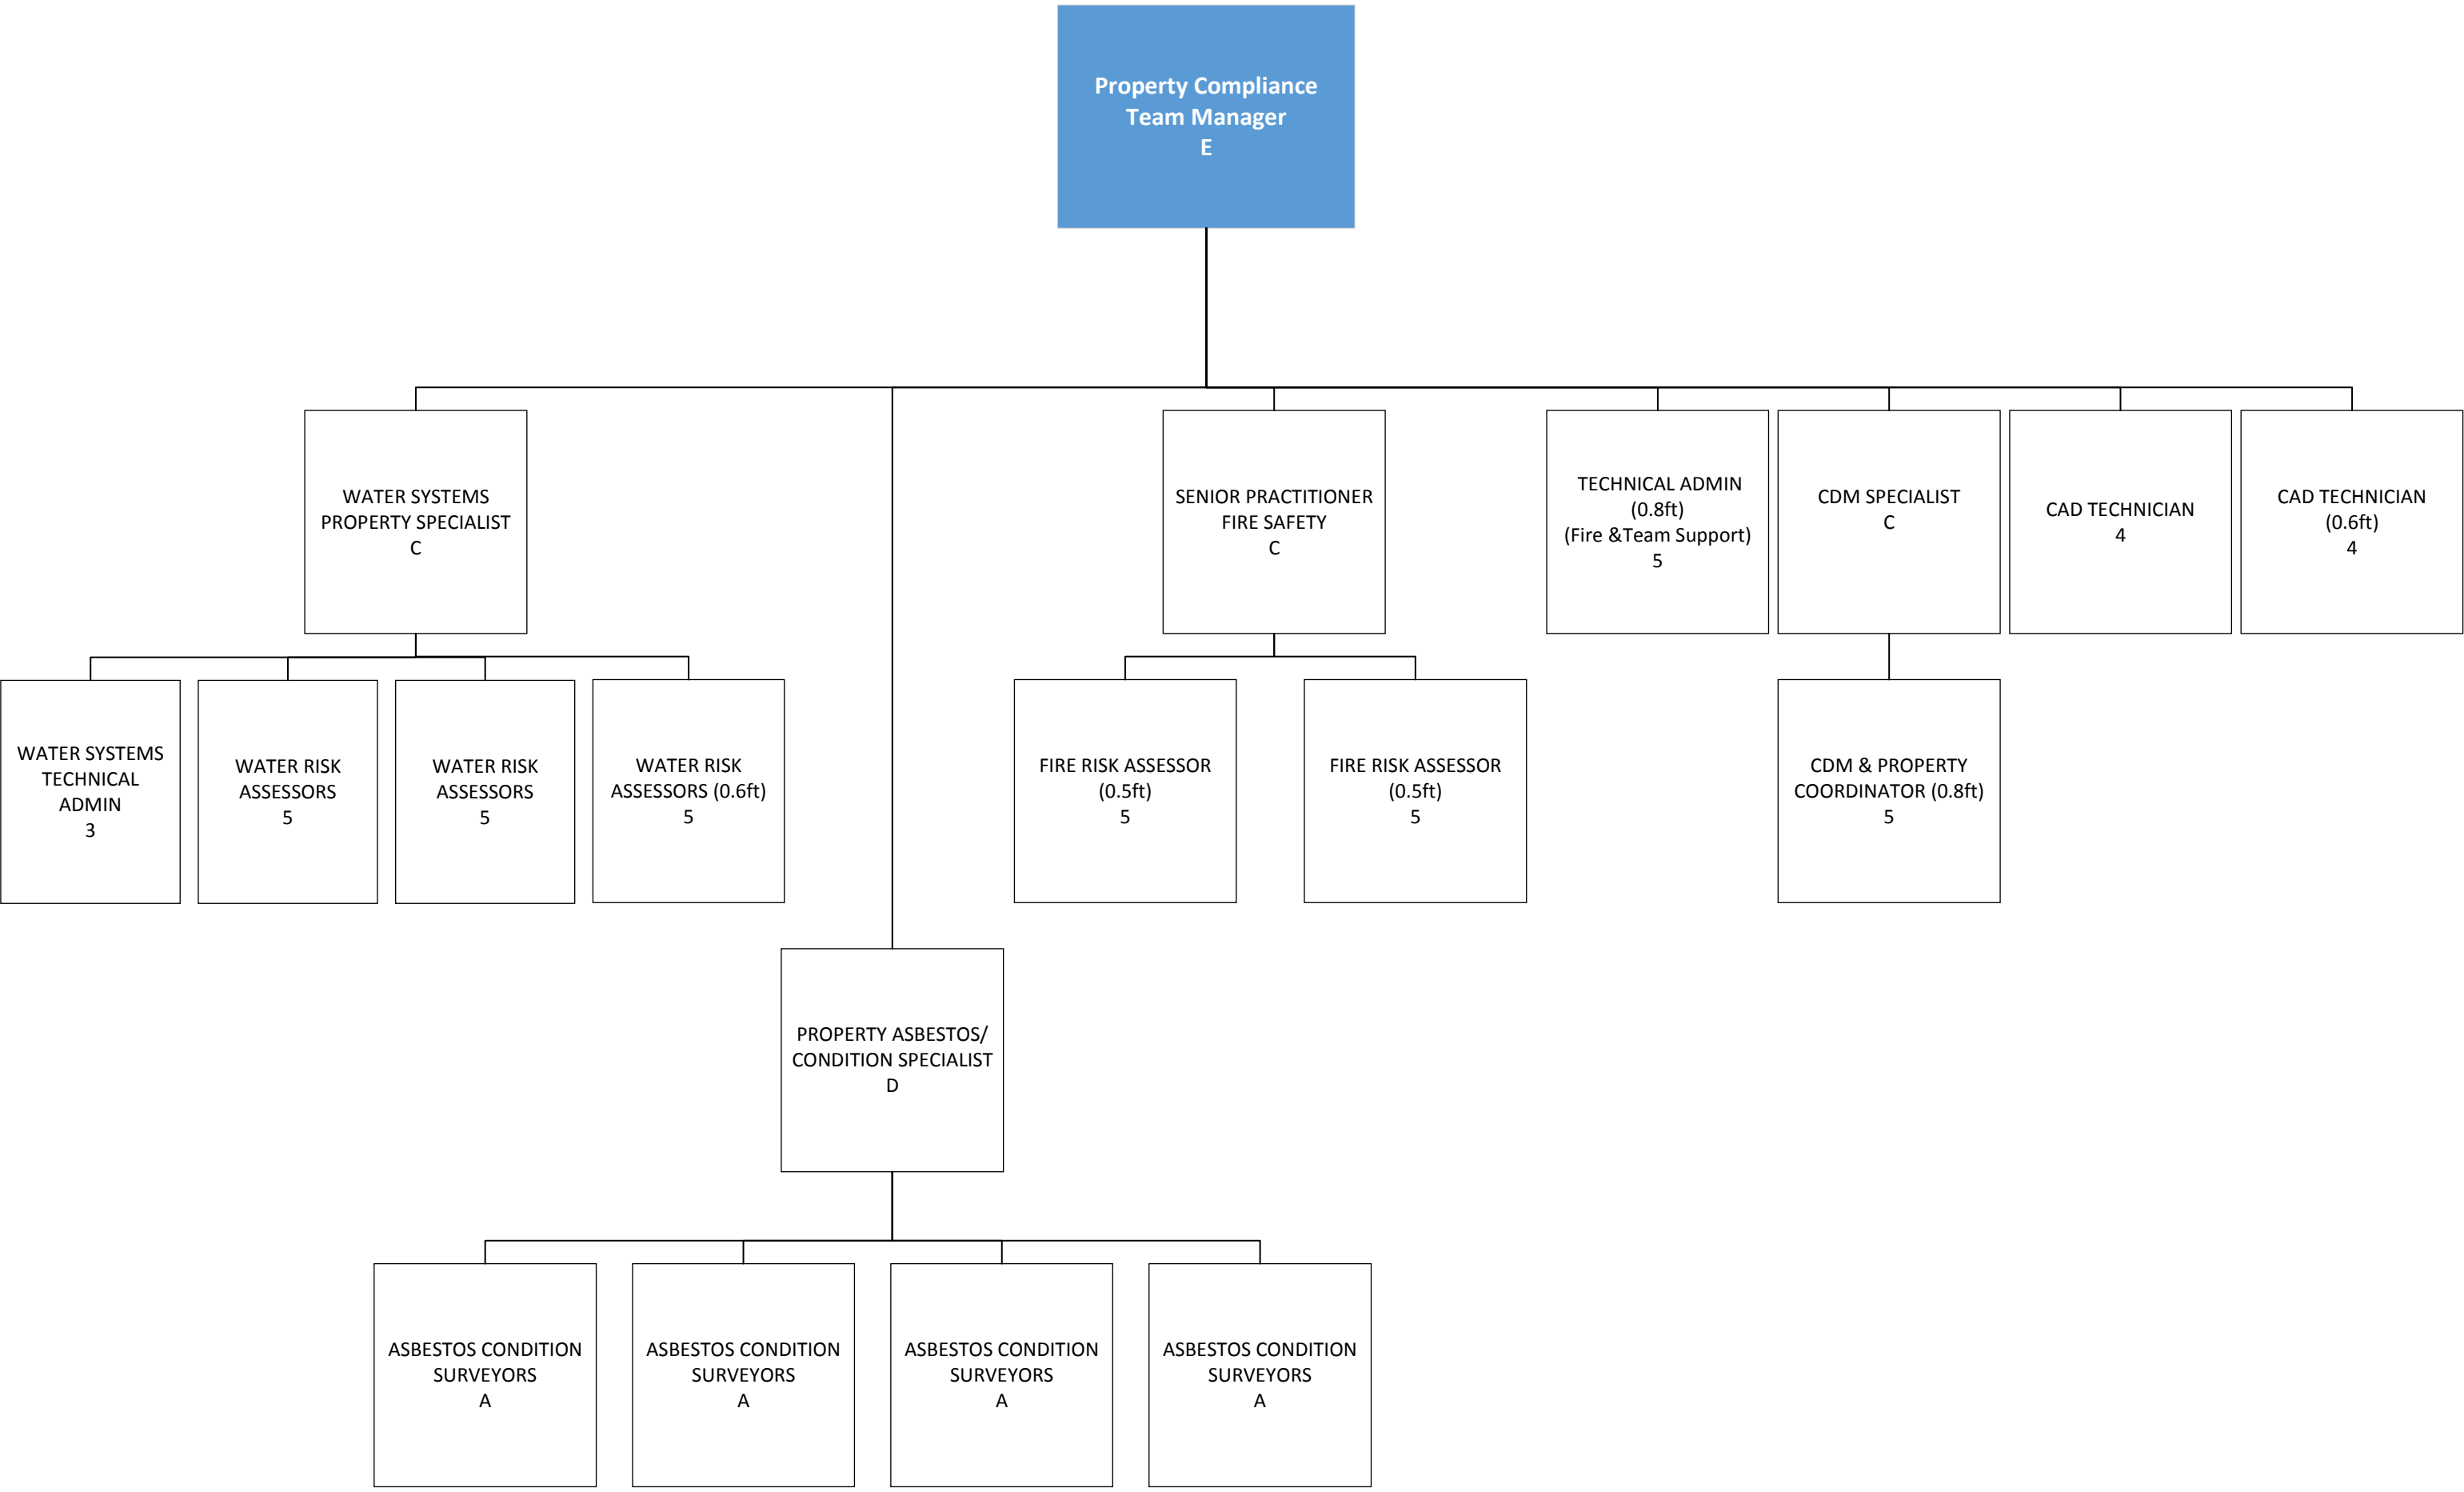 Property Compliance
Team Manager
E
WATER SYSTEMS
PROPERTY SPECIALIST
C
SENIOR PRACTITIONER
FIRE SAFETY
C
TECHNICAL ADMIN
(0.8ft)
(Fire &Team Support)
5
CDM SPECIALIST
C
CAD TECHNICIAN
4
CAD TECHNICIAN
(0.6ft)
4
WATER SYSTEMS
TECHNICAL
ADMIN
3
WATER RISK
ASSESSORS
5
WATER RISK
ASSESSORS
5
WATER RISK
ASSESSORS (0.6ft)
5
FIRE RISK ASSESSOR
(0.5ft)
5
FIRE RISK ASSESSOR
(0.5ft)
5
CDM & PROPERTY
COORDINATOR (0.8ft)
5
PROPERTY ASBESTOS/
CONDITION SPECIALIST
D
ASBESTOS CONDITION
SURVEYORS
A
ASBESTOS CONDITION
SURVEYORS
A
ASBESTOS CONDITION
SURVEYORS
A
ASBESTOS CONDITION
SURVEYORS
A